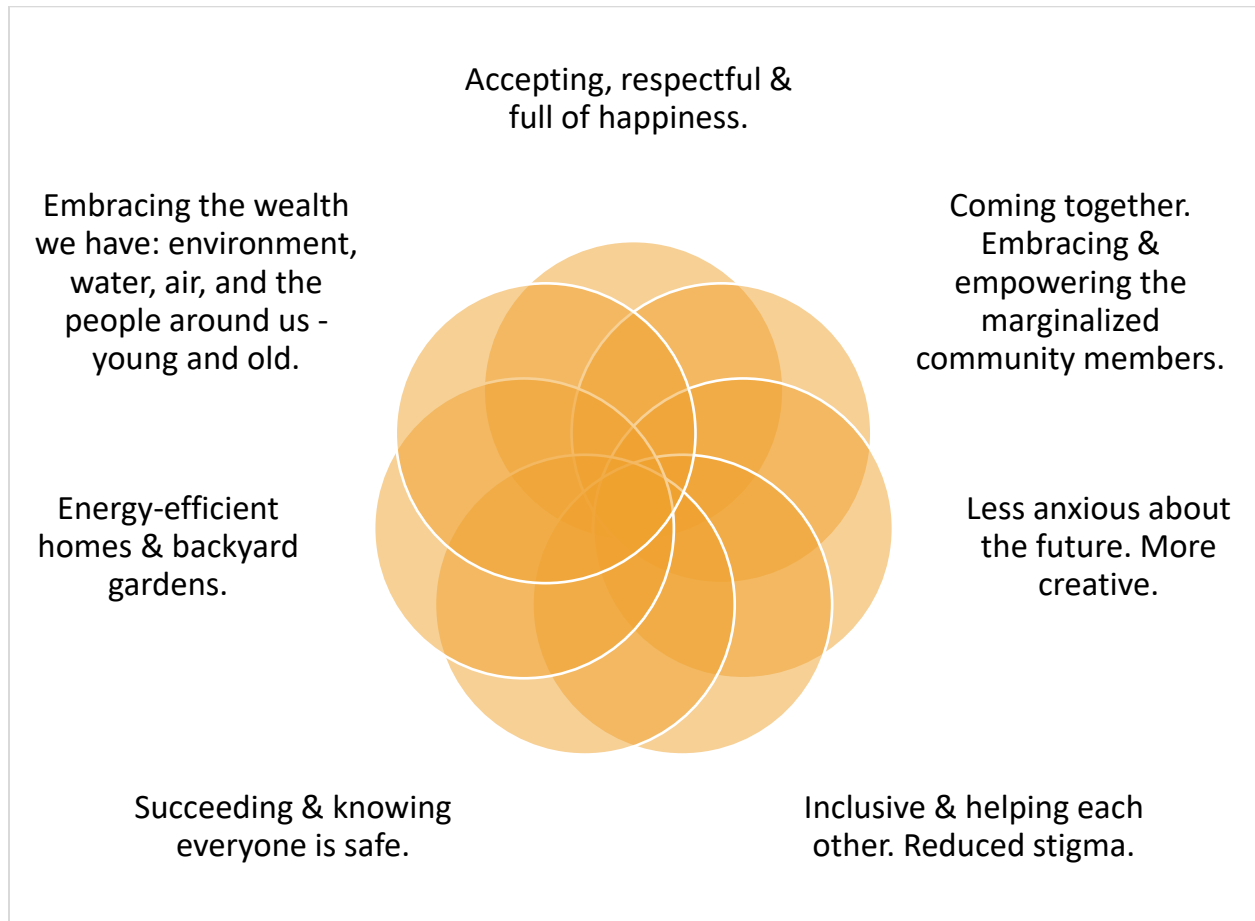 Accepting, respectful &
full of happiness.
Coming together.
Embracing &
empowering the
marginalized
community members.
Less anxious about
the future. More
creative.
Inclusive & helping each
other. Reduced stigma.
Succeeding & knowing
everyone is safe.
Energy-efficient
homes & backyard
gardens.
Embracing the wealth
we have: environment,
water, air, and the
people around us -
young and old.